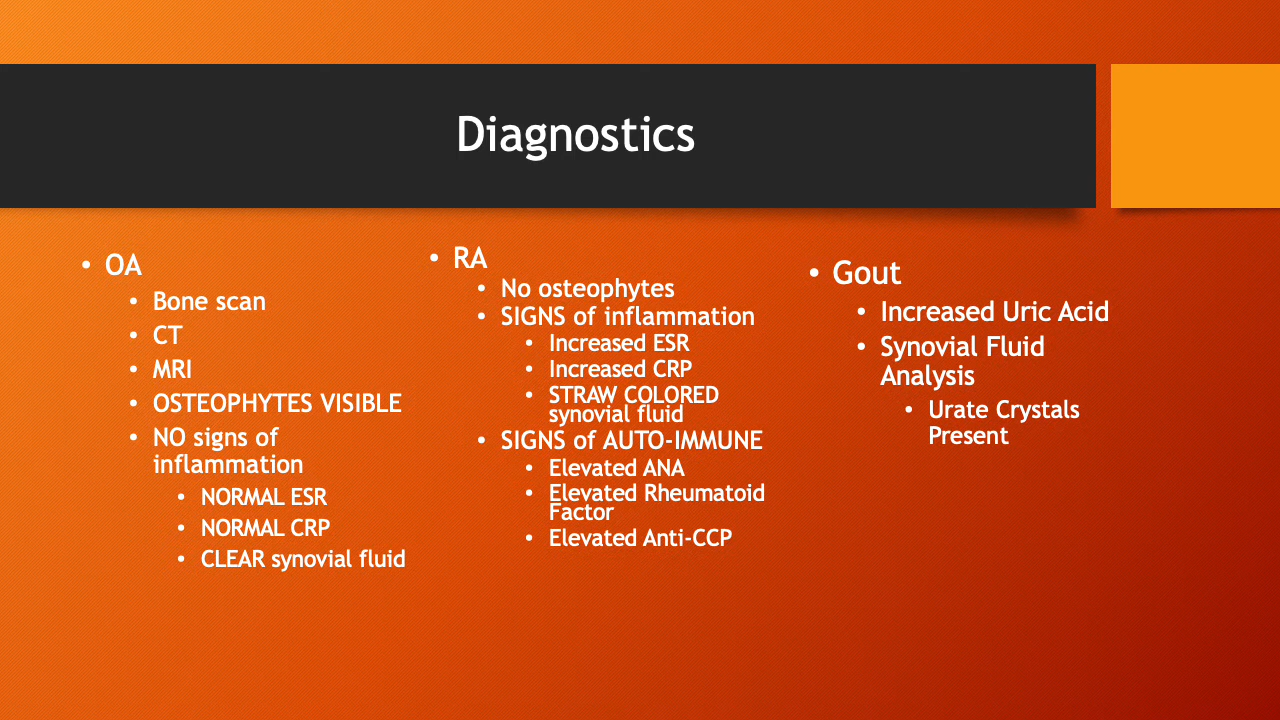 Diagnostics
• OA
• Bone scan
• CT
• MRI
• OSTEOPHYTES VISIBLE
• NO signs of
inflammation
• NORMAL ESR
• NORMAL CRP
• CLEAR synovial fluid
• RA
• No osteophytes
• SIGNS of inflammation
• Increased ESR
• Increased CRP
• STRAW COLORED
synovial fluid
• SIGNS of AUTO-IMMUNE
• Elevated ANA
• Elevated Rheumatoid
Factor
• Elevated Anti-CCP
• Gout
• Increased Uric Acid
• Synovial Fluid
Analysis
• Urate Crystals
Present